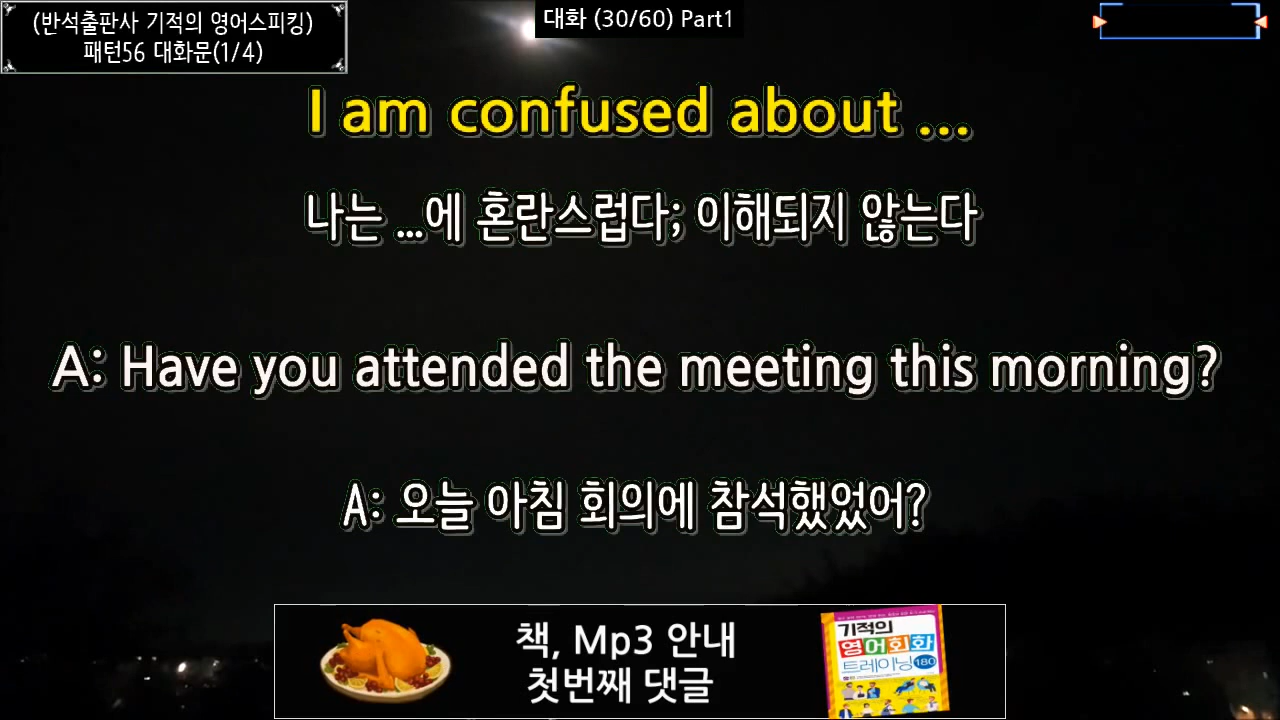 (반석출판사 기적의 영어스피킹)
패턴56 대화문(1/4)
대화 (30/60) Part1
I am confused about ...
나는 ...에 혼란스럽다; 이해되지 않는다
A: Have you attended the meeting this morning?
A: 오늘 아침 회의에 참석했었어?
책, Mp3 안내
첫번째 댓글
기적의
영어회화
트레이닝 180